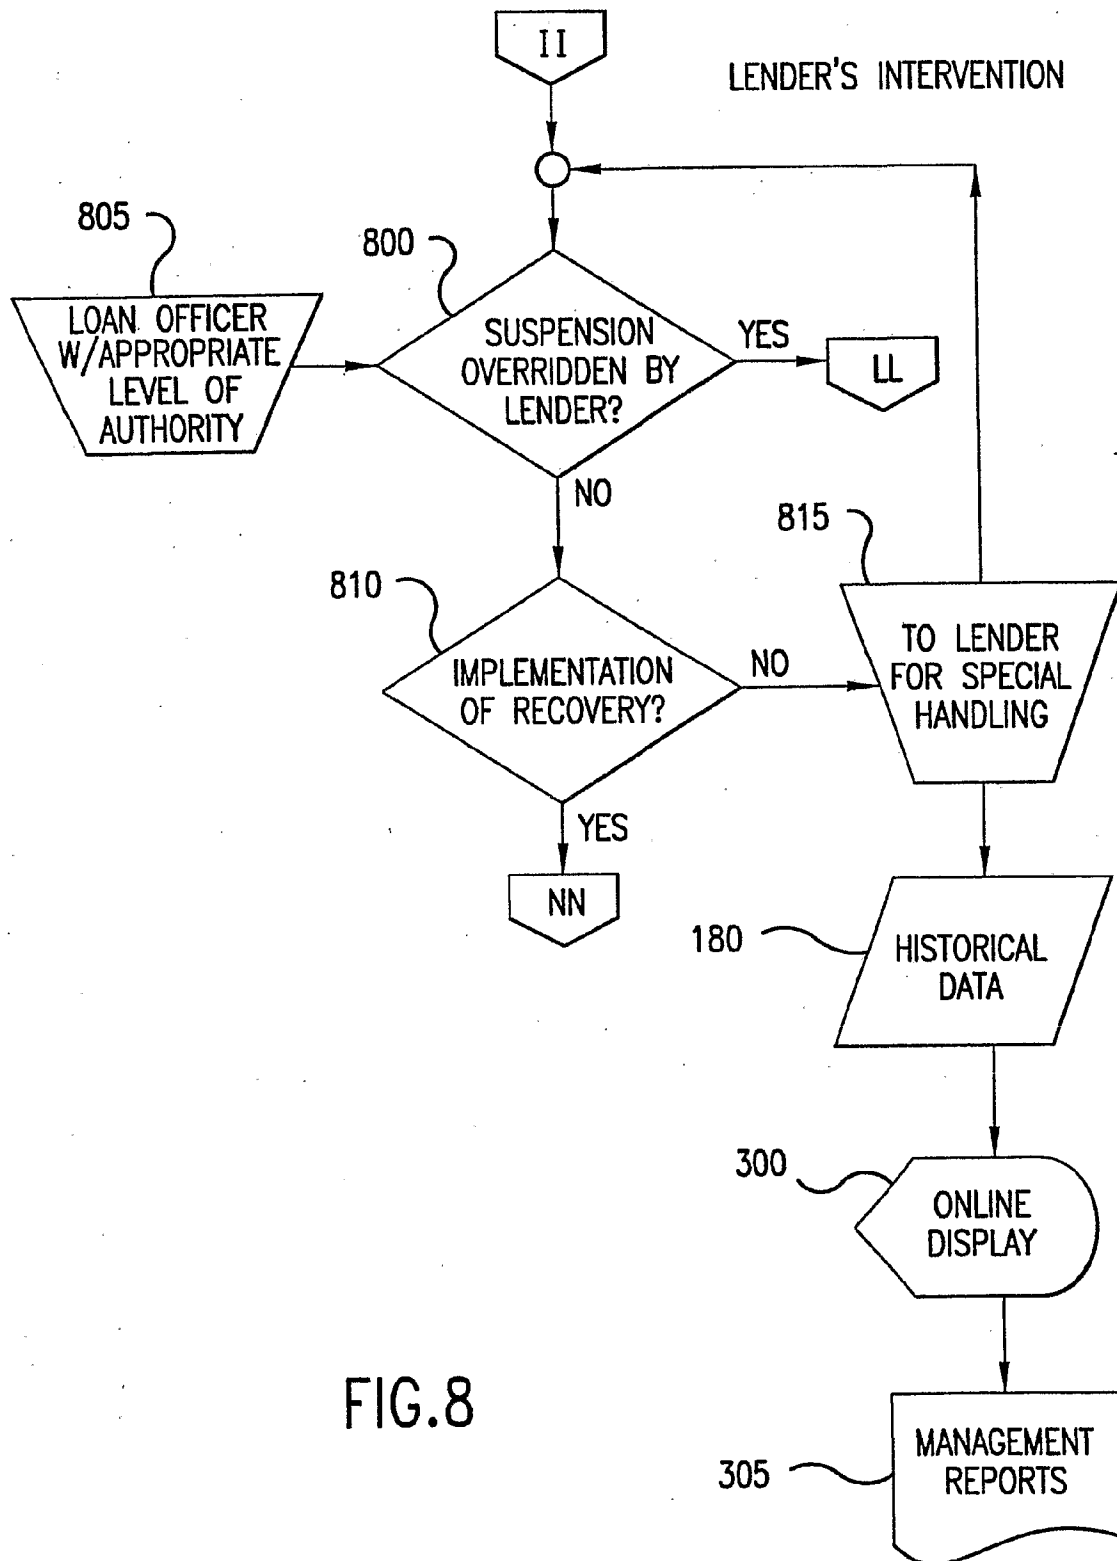 II
LENDER'S INTERVENTION
805
800
LOAN OFFICER
W/APPROPRIATE
LEVEL OF
AUTHORITY
SUSPENSION
OVERRIDDEN BY
LENDER?
YES
LL
NO
815
810
IMPLEMENTATION
OF RECOVERY?
NO
TO LENDER
FOR SPECIAL
HANDLING
YES
NN
180
HISTORICAL
DATA
300
ONLINE
DISPLAY
FIG.8
305
MANAGEMENT
REPORTS